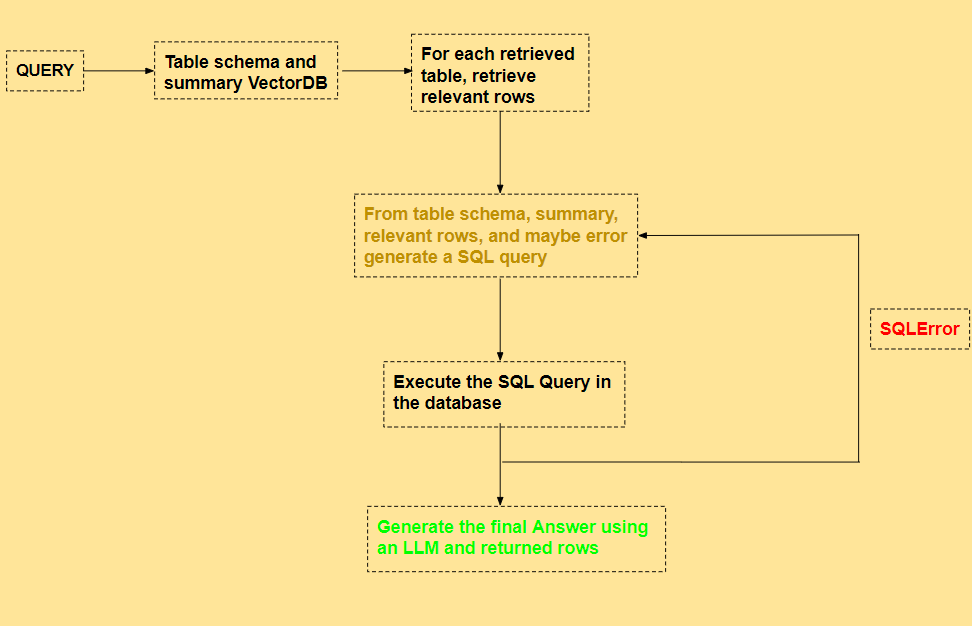 QUERY
Table schema and
summary VectorDB
For each retrieved
table, retrieve
relevant rows
From table schema, summary,
relevant rows, and maybe error
generate a SQL query
SQLError
Execute the SQL Query in
the database
Generate the final Answer using
an LLM and returned rows